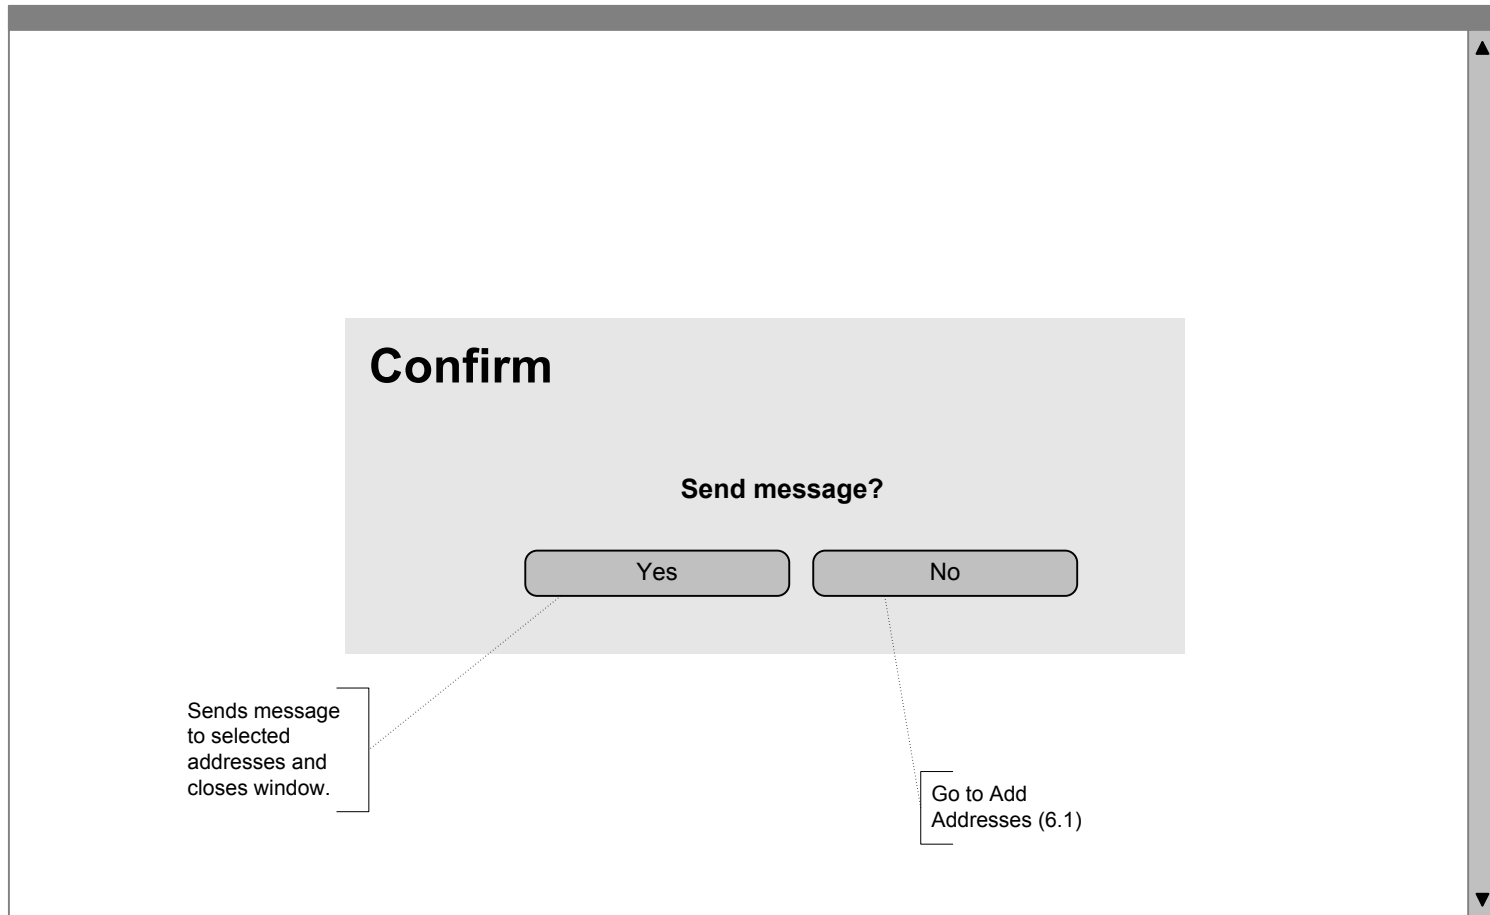 Confirm
Send message?
Yes
No
Sends message
to selected
addresses and
closes window.
Go to Add
Addresses (6.1)